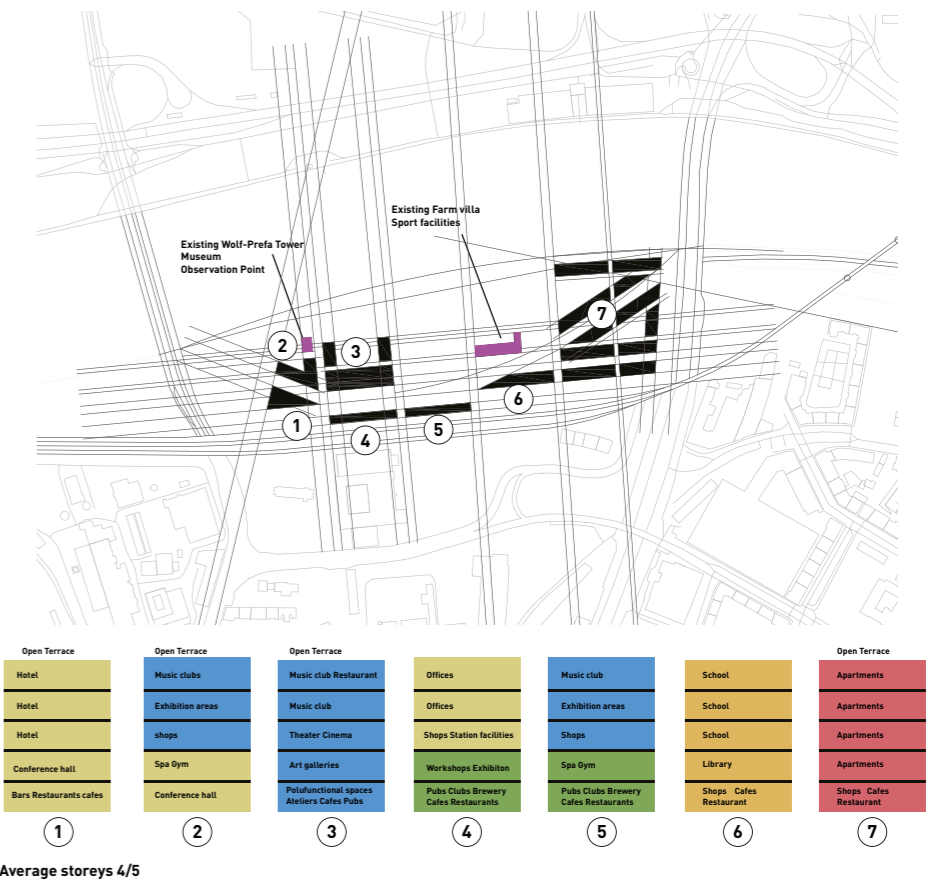 Existing Farm villa
Sport facilities
Existing Wolf-Prefa Tower
Museum
Observation Point
2
3
7
1
4
5
6
Open Terrace
Hotel
Hotel
Hotel
Conference hall
Bars Restaurants cafes
1
Open Terrace
Music clubs
Exhibition areas
shops
Spa Gym
Conference hall
2
Open Terrace
Music club Restaurant
Music club
Theater Cinema
Art galleries
Polufunctional spaces
Ateliers Cafes Pubs
3
Offices
Offices
Shops Station facilities
Workshops Exhibiton
Pubs Clubs Brewery
Cafes Restaurants
4
Music club
Exhibition areas
Shops
Spa Gym
Pubs Clubs Brewery
Cafes Restaurants
5
School
School
School
Library
Shops Cafes
Restaurant
6
Open Terrace
Apartments
Apartments
Apartments
Apartments
Shops Cafes
Restaurant
7
Average storeys 4/5